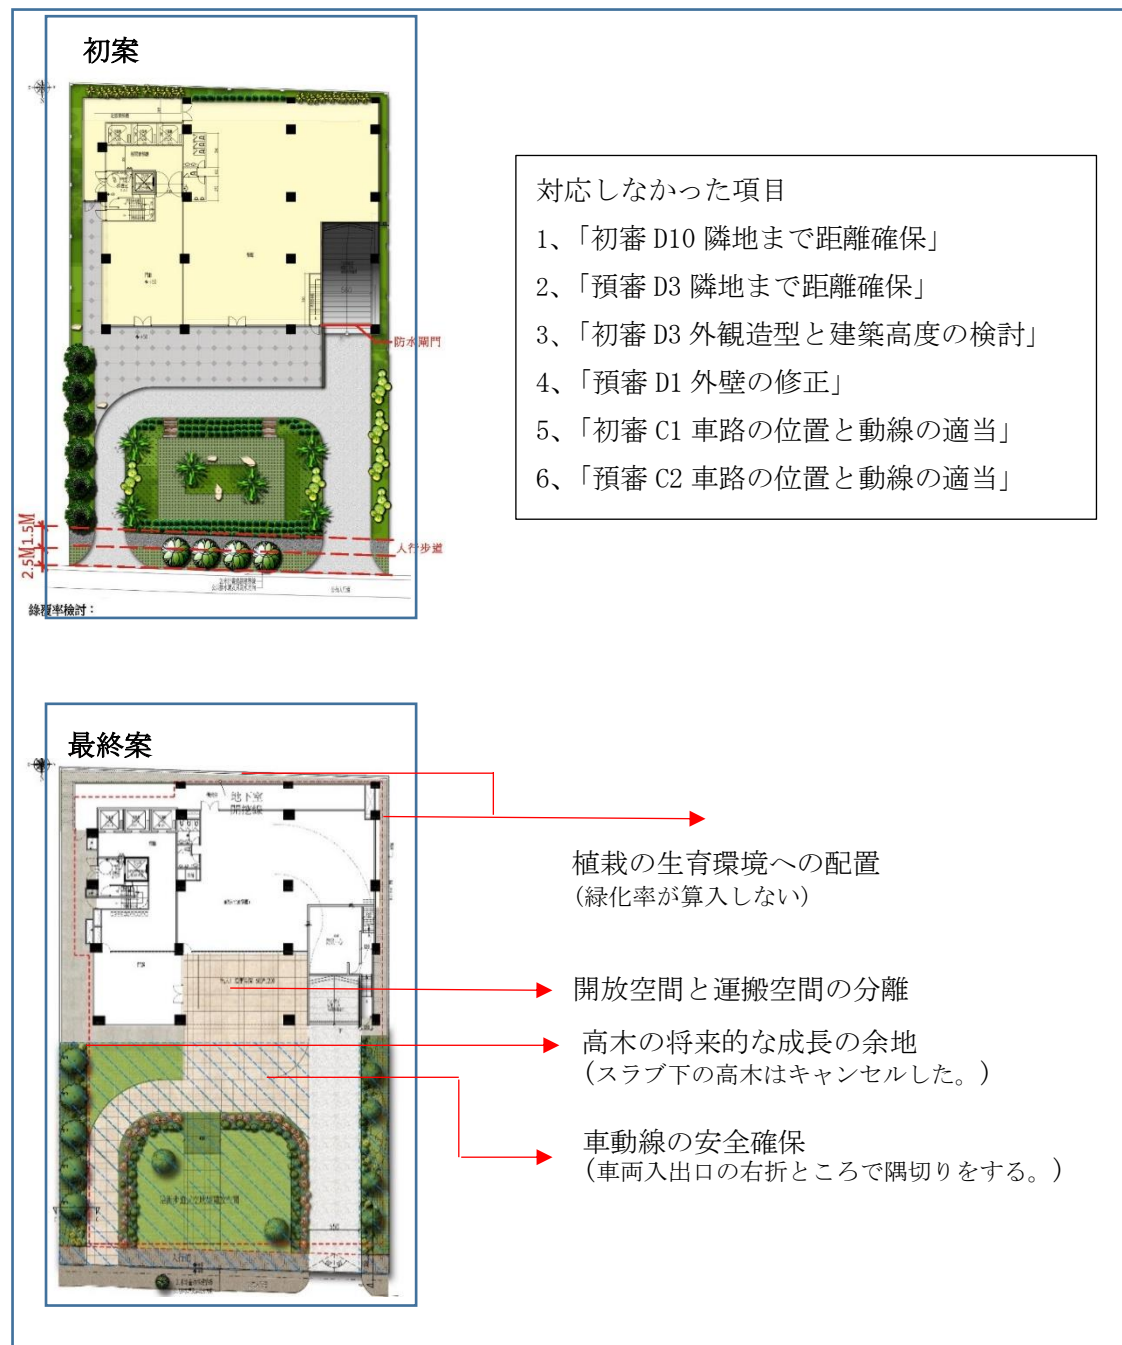 初案
対応しなかった項目
1、「初審 D10 隣地まで距離確保」
2、「預審 D3 隣地まで距離確保」
3、「初審 D3 外観造型と建築高度の検討」
4、「預審 D1 外壁の修正」
5、「初審 C1 車路の位置と動線の適当」
6、「預審 C2 車路の位置と動線の適当」
防水閘門
1.5M
人行步道
2.5M
綠覆率檢討：
最終案
地下室
開挖線
植栽の生育環境への配置
(緑化率が算入しない)
開放空間と運搬空間の分離
高木の将来的な成長の余地
(スラブ下の高木はキャンセルした。)
車動線の安全確保
(車両入出口の右折ところで隅切りをする。)
人行道